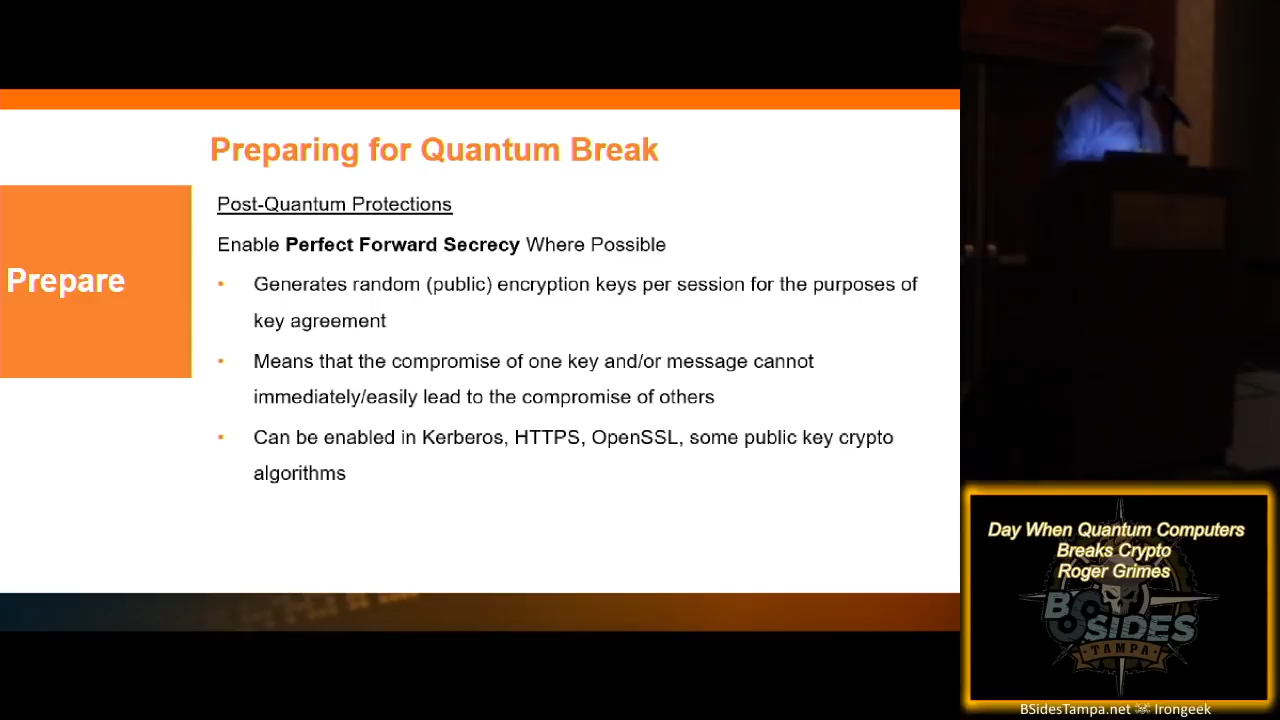 Preparing for Quantum Break
Prepare
Post-Quantum Protections
Enable Perfect Forward Secrecy Where Possible
• Generates random (public) encryption keys per session for the purposes of
key agreement
• Means that the compromise of one key and/or message cannot
immediately/easily lead to the compromise of others
• Can be enabled in Kerberos, HTTPS, OpenSSL, some public key crypto
algorithms
Day When Quantum Computers
Breaks Crypto
Roger Grimes
BSIDES
TAMPA
BSidesTampa.net ☠ Irongeek